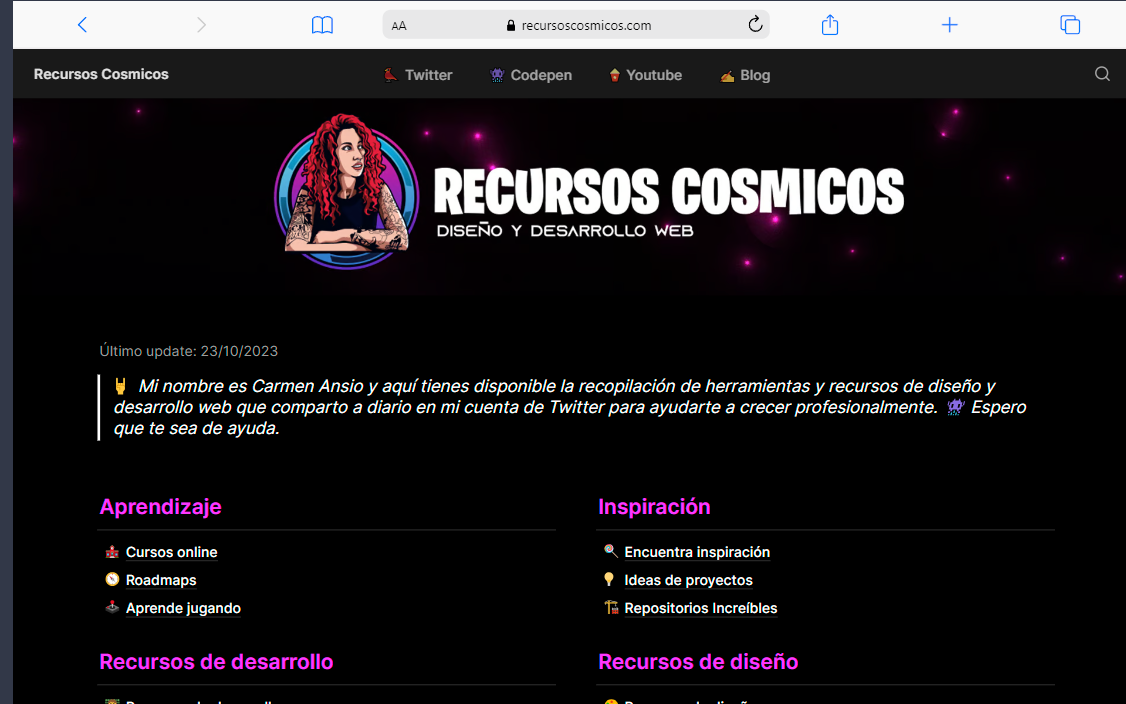 AA
recursoscosmicos.com
Recursos Cosmicos
Twitter
Codepen
Youtube
Blog
RECURSOS COSMICOS
DISEÑO Y DESARROLLO WEB
Último update: 23/10/2023
Mi nombre es Carmen Ansio y aquí tienes disponible la recopilación de herramientas y recursos de diseño y
desarrollo web que comparto a diario en mi cuenta de Twitter para ayudarte a crecer profesionalmente. Espero
que te sea de ayuda.
Aprendizaje
Cursos online
Roadmaps
Aprende jugando
Inspiración
Encuentra inspiración
Ideas de proyectos
Repositorios Increíbles
Recursos de desarrollo
Recursos de diseño